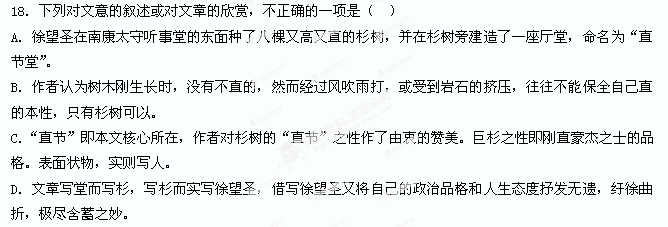 18．下列对文意的叙述或对文章的欣赏，不正确的一项是（　）
A．徐望圣在南康太守听事堂的东面种了八棵又高又直的杉树，并在杉树旁建造了一座厅堂，命名为“直
节堂”。
B．作者认为树木刚生长时，没有不直的，然而经过风吹雨打，或受到岩石的挤压，往往不能保全自己直
的本性，只有杉树可以。
C．“直节”即本文核心所在，作者对杉树的“直节”之性作了由衷的赞美。巨杉之性即刚直豪杰之士的品
格。表面状物，实则写人。
D．文章写堂而写杉，写杉而实写徐望圣，借写徐望圣又将自己的政治品格和人生态度抒发无遗，纡徐曲
折，极尽含蓄之妙。